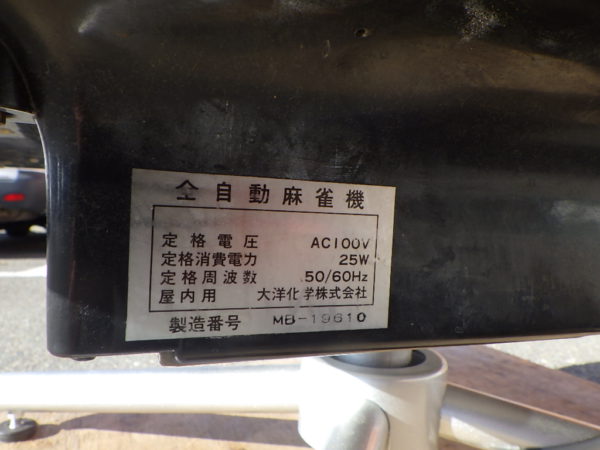 全自動麻雀機
定格電圧 AC100V
定格消費電力 25W
定格周波数 50/60Hz
屋内用 大洋化学株式会社
製造番号 MB-19610